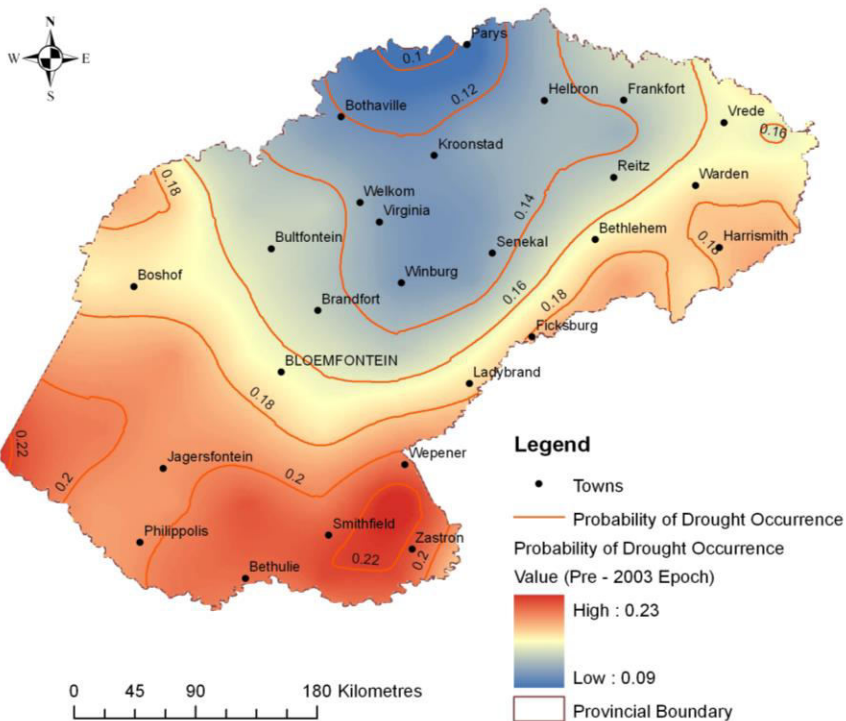 N
W E
S
Parys
0.1
Helbron
Frankfort
0.12
Bothaville
Vrede
0.16
Kroonstad
Reitz
0.18
Warden
Welkom
0.14
Virginia
Bethlehem
Harrismith
Bultfontein
Senekal
0.18
Boshof
Winburg
0.16
0.18
Brandfort
Ficksburg
BLOEMFONTEIN
Ladybrand
0.18
0.22
Jagersfontein
Wepener
0.2
0.2
Smithfield
Philippolis
Zastron
0.22
0.2
Bethulie
Legend
Towns
Probability of Drought Occurrence
Probability of Drought Occurrence
Value (Pre - 2003 Epoch)
High : 0.23
Low : 0.09
Provincial Boundary
0 45 90 180 Kilometres